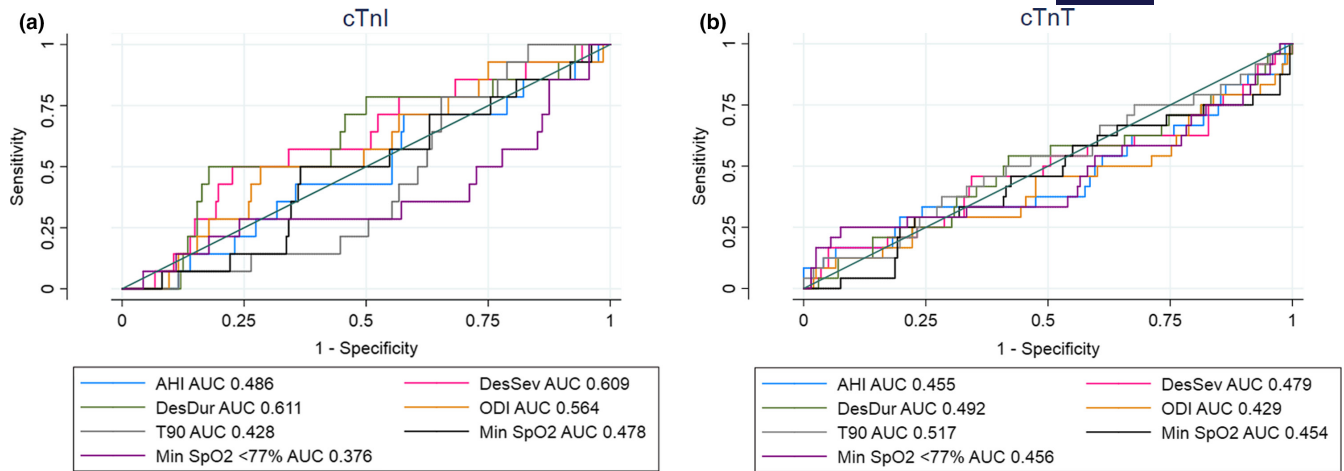 (a)
cTnI
1
0.75
0.5
0.25
0
Sensitivity
0 0.25 0.5 0.75 1
1 - Specificity
AHI AUC 0.486 DesSev AUC 0.609
DesDur AUC 0.611 ODI AUC 0.564
T90 AUC 0.428 Min SpO2 AUC 0.478
Min SpO2 <77% AUC 0.376
(b)
cTnT
1
0.75
0.5
0.25
0
Sensitivity
0 0.25 0.5 0.75 1
1 - Specificity
AHI AUC 0.455 DesSev AUC 0.479
DesDur AUC 0.492 ODI AUC 0.429
T90 AUC 0.517 Min SpO2 AUC 0.454
Min SpO2 <77% AUC 0.456